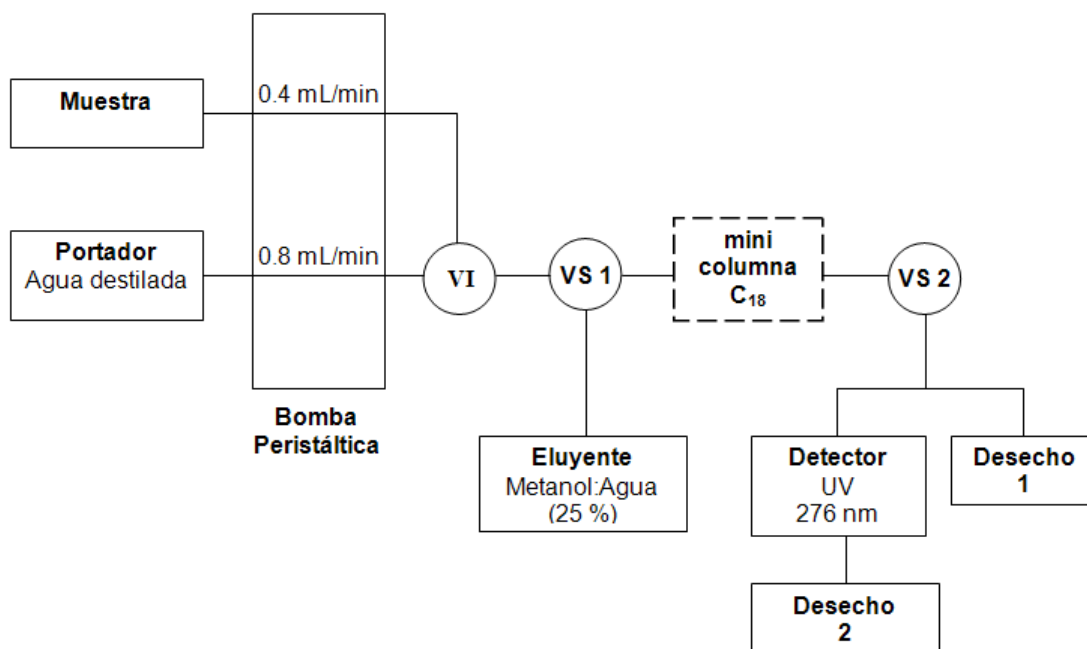 Muestra
0.4 mL/min
Portador
Agua destilada
0.8 mL/min
VI
VS 1
mini
columna
C₁₈
VS 2
Bomba
Peristáltica
Eluyente
Metanol:Agua
(25 %)
Detector
UV
276 nm
Desecho
1
Desecho
2